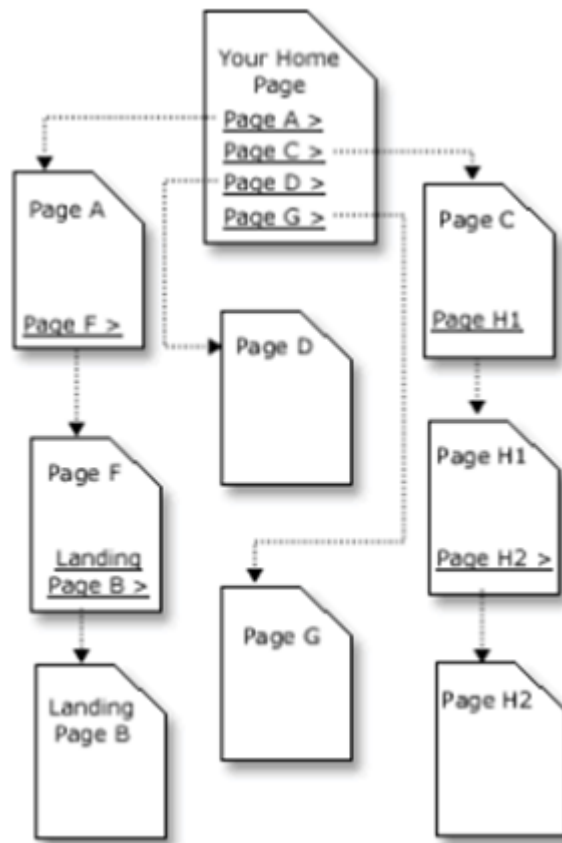 Your Home
Page
Page A >
Page C >
Page D >
Page G >
Page A
Page F >
Page C
Page H1
Page D
Page F
Landing
Page B >
Page H1
Page H2 >
Page G
Landing
Page B
Page H2